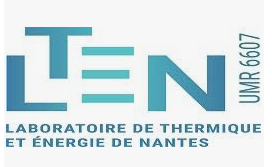 LTEN
UMR 6607
LABORATOIRE DE THERMIQUE
ET ÉNERGIE DE NANTES